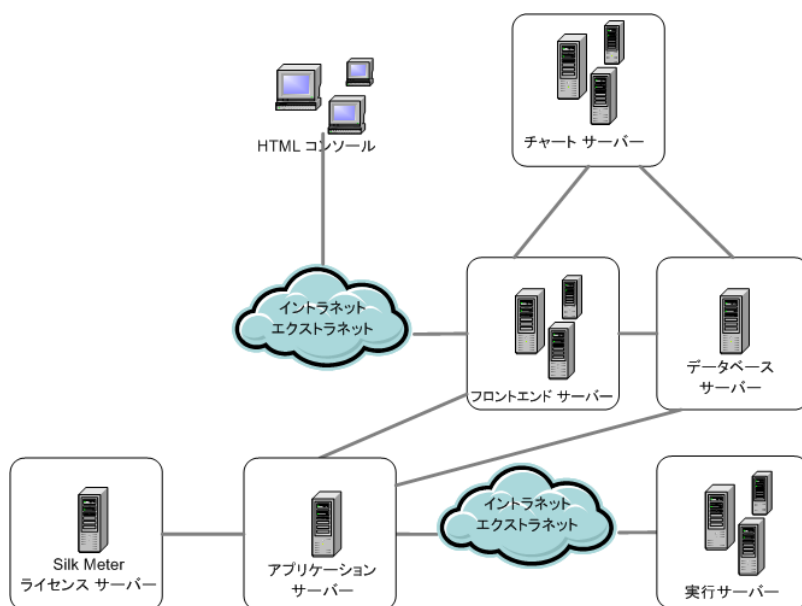 HTML コンソール
チャート サーバー
イントラネット
エクストラネット
フロントエンド サーバー
データベース
サーバー
Silk Meter
ライセンス サーバー
アプリケーション
サーバー
イントラネット
エクストラネット
実行サーバー